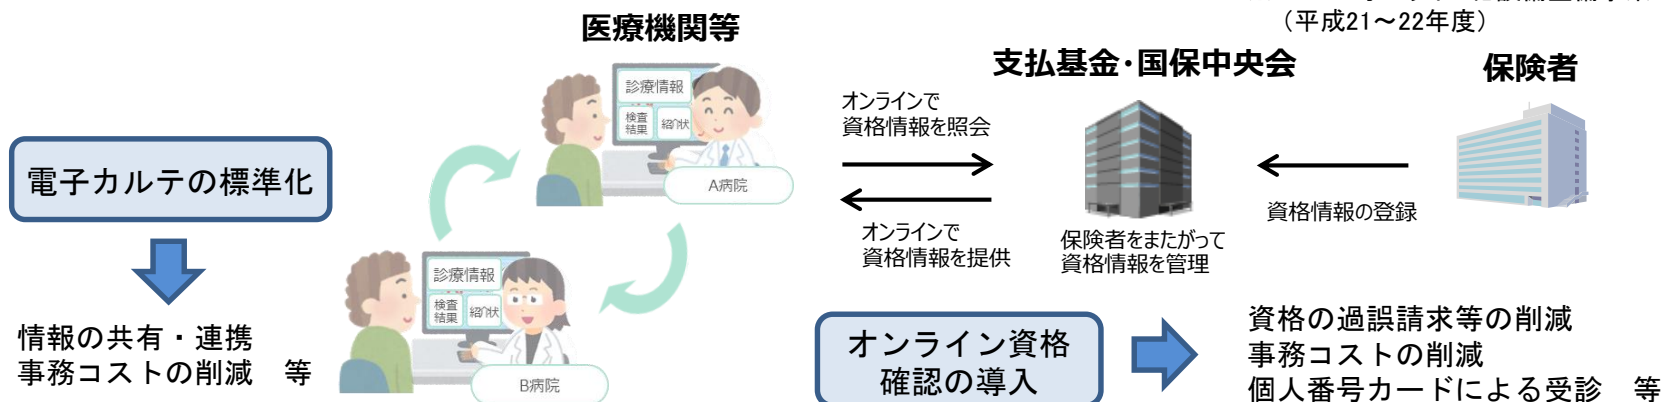 （平成21～22年度）
医療機関等
支払基金・国保中央会
保険者
診療情報
検査
結果
紹介状
A病院
オンラインで
資格情報を照会
電子カルテの標準化
オンラインで
資格情報を提供
保険者をまたがって
資格情報を管理
資格情報の登録
診療情報
検査
結果
紹介状
B病院
情報の共有・連携
事務コストの削減　等
オンライン資格
確認の導入
資格の過誤請求等の削減
事務コストの削減
個人番号カードによる受診　等